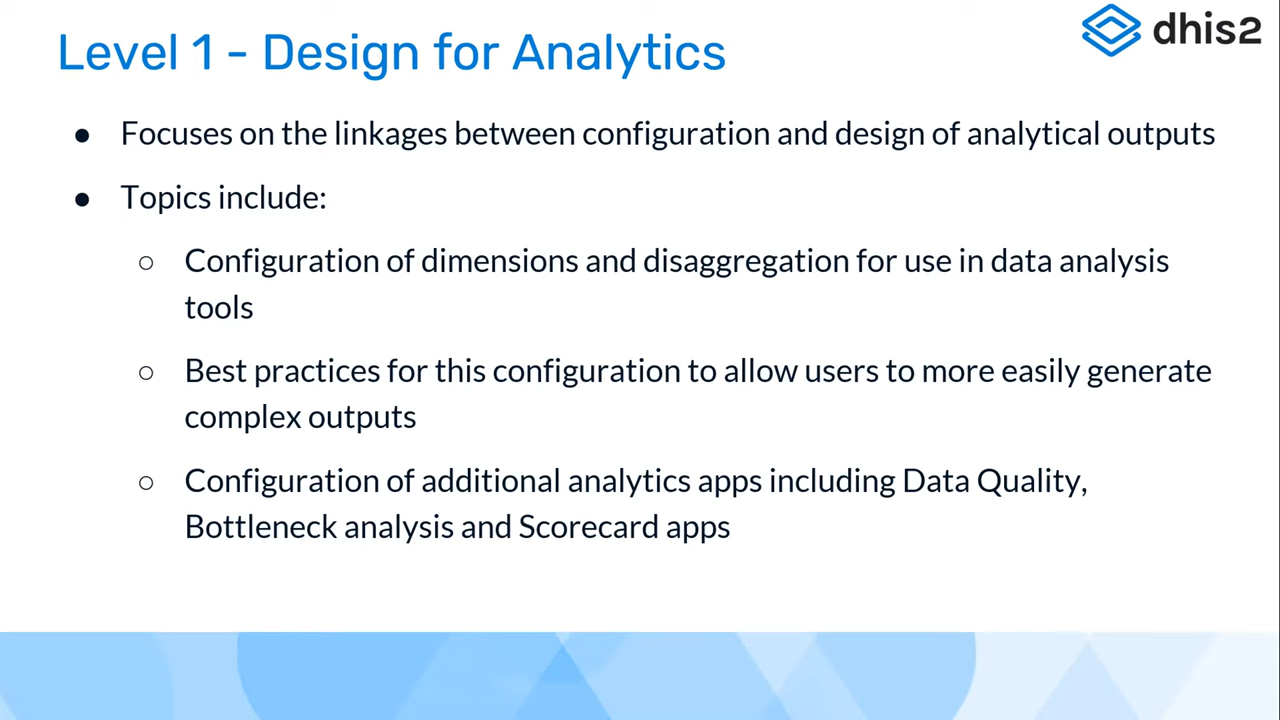 Level 1 - Design for Analytics
dhis2
● Focuses on the linkages between configuration and design of analytical outputs
● Topics include:
○ Configuration of dimensions and disaggregation for use in data analysis
tools
○ Best practices for this configuration to allow users to more easily generate
complex outputs
○ Configuration of additional analytics apps including Data Quality,
Bottleneck analysis and Scorecard apps